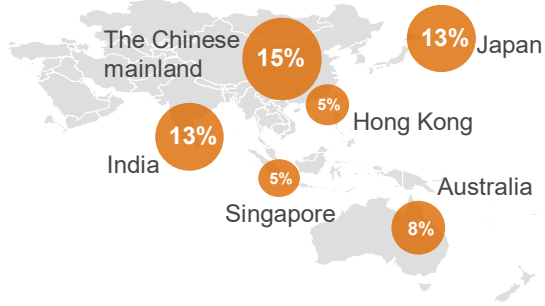 The Chinese
mainland
15%
13%
Japan
5%
Hong Kong
13%
India
5%
Singapore
Australia
8%